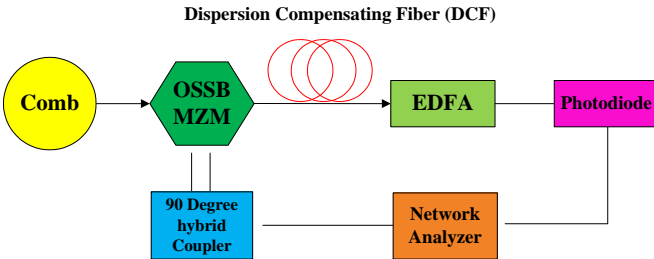 Dispersion Compensating Fiber (DCF)
Comb
OSSB
MZM
EDFA
Photodiode
90 Degree
hybrid
Coupler
Network
Analyzer